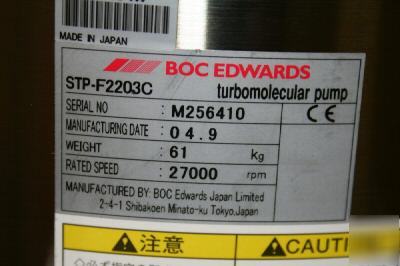 MADE IN JAPAN
BOC EDWARDS
STP-F2203C turbomolecular pump
SERIAL NO M256410
CE
MANUFACTURING DATE 04.9
WEIGHT 61 kg
RATED SPEED 27000 rpm
MANUFACTURED BY: BOC Edwards Japan Limited
2-4-1 Shibakoen Minato-ku Tokyo, Japan
⚠注意 ⚠CAUTI